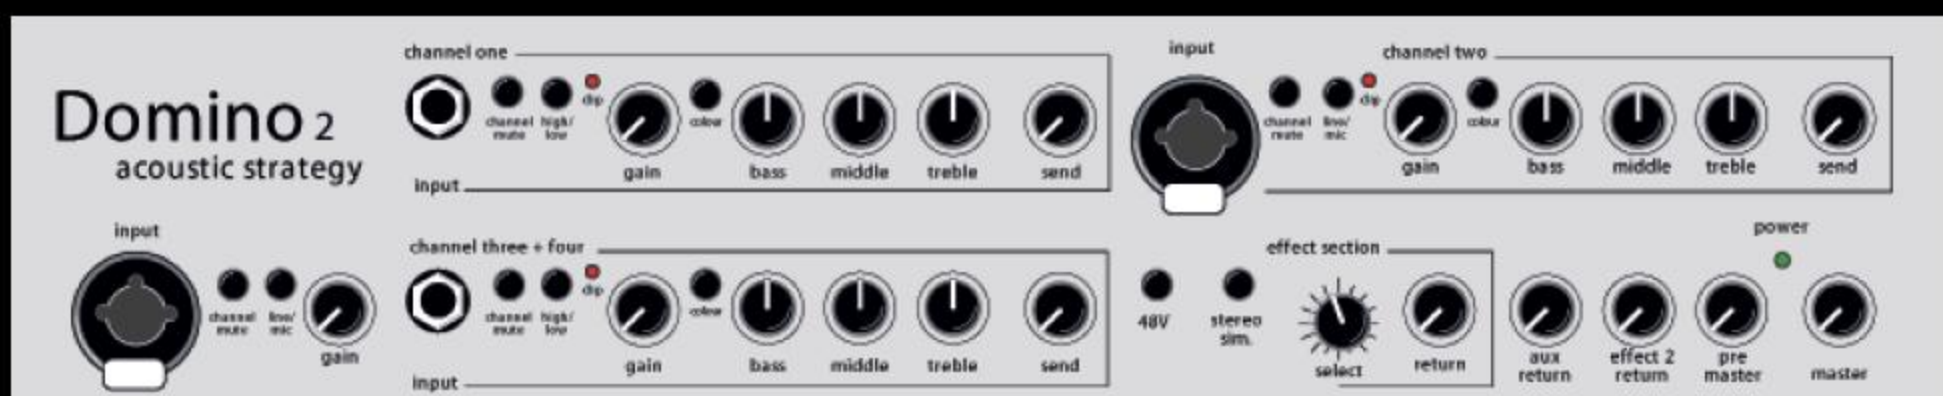 Domino 2
acoustic strategy
channel one
clip
channel mute
high/ low
gain
colour
bass
middle
treble
send
input
input
channel two
clip
channel mute
line/ mic
gain
colour
bass
middle
treble
send
input
channel mute
line/ mic
gain
channel three + four
clip
channel mute
high/ low
gain
colour
bass
middle
treble
send
input
48V
stereo sim.
effect section
select
return
power
aux return
effect 2 return
pre master
master